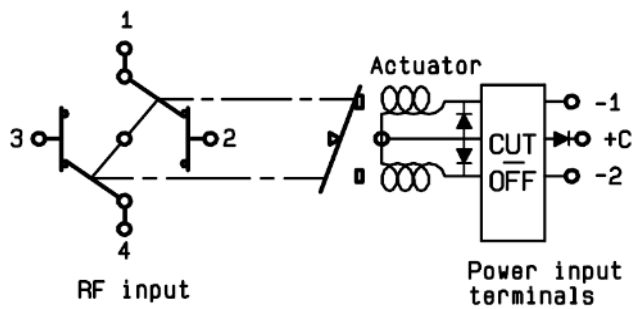 1
Actuator
-1
3
2
CUT
+C
OFF
-2
4
RF input
Power input
terminals